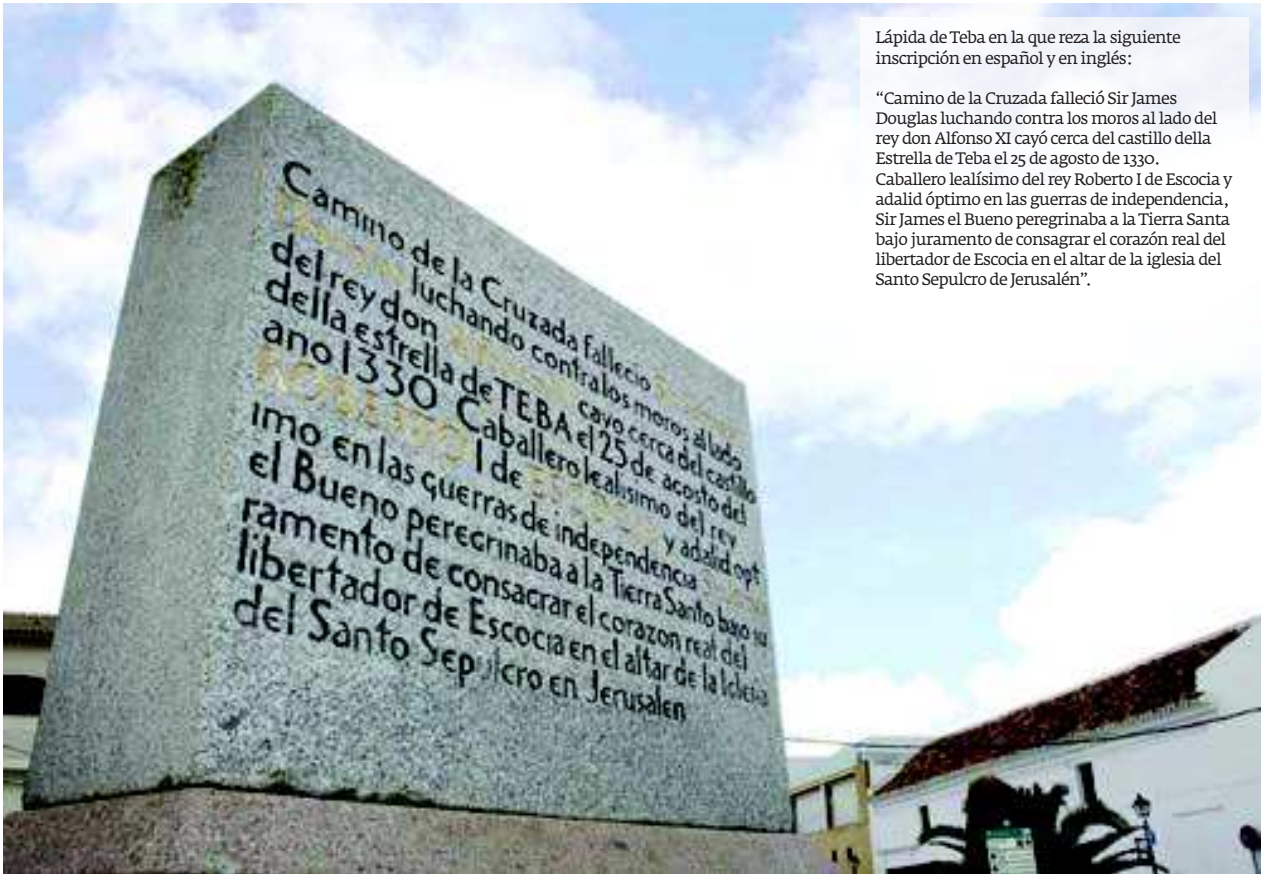 Lápida de Teba en la que reza la siguiente
inscripción en español y en inglés:
“Camino de la Cruzada falleció Sir James
Douglas luchando contra los moros al lado del
rey don Alfonso XI cayó cerca del castillo della
Estrella de Teba el 25 de agosto de 1330.
Caballero lealísimo del rey Roberto I de Escocia y
adalid óptimo en las guerras de independencia,
Sir James el Bueno peregrinaba a la Tierra Santa
bajo juramento de consagrar el corazón real del
libertador de Escocia en el altar de la iglesia del
Santo Sepulcro de Jerusalén”.
Camino de la Cruzada fallecio
luchando contra los moros al lado
del rey don cayo cerca del castillo
della estrella de TEBA el 25 de agosto del
ano 1330 Caballero lealisimo del rey
ROBERTO I de ESCOCIA y adalid opt
imo en las guerras de independencia
el Bueno peregrinaba a la Tierra Santo bajo ju
ramento de consacrar el corazon real del
libertador de Escocia en el altar de la Iclesia
del Santo Sepulcro en Jerusalen